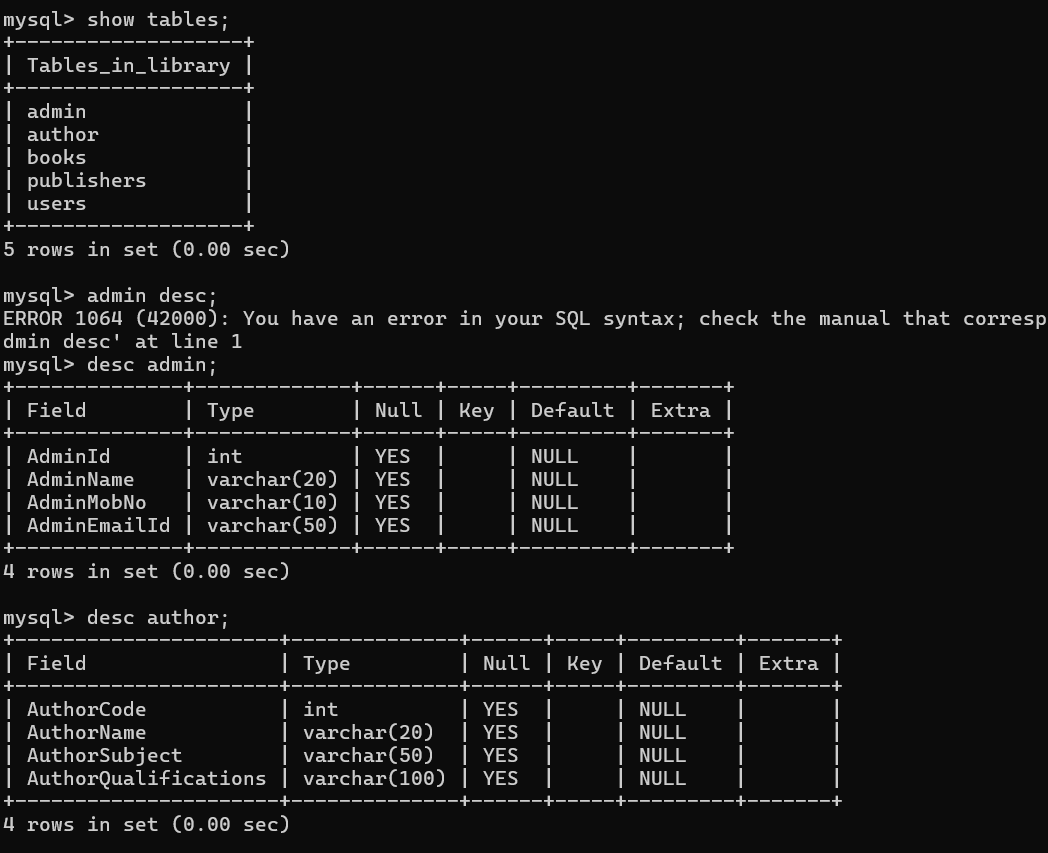 mysql> show tables;
+-------------------+
| Tables_in_library |
+-------------------+
| admin             |
| author            |
| books             |
| publishers        |
| users             |
+-------------------+
5 rows in set (0.00 sec)

mysql> admin desc;
ERROR 1064 (42000): You have an error in your SQL syntax; check the manual that corresp
dmin desc' at line 1
mysql> desc admin;
+--------------+-------------+------+-----+---------+-------+
| Field        | Type        | Null | Key | Default | Extra |
+--------------+-------------+------+-----+---------+-------+
| AdminId      | int         | YES  |     | NULL    |       |
| AdminName    | varchar(20) | YES  |     | NULL    |       |
| AdminMobNo   | varchar(10) | YES  |     | NULL    |       |
| AdminEmailId | varchar(50) | YES  |     | NULL    |       |
+--------------+-------------+------+-----+---------+-------+
4 rows in set (0.00 sec)

mysql> desc author;
+----------------------+--------------+------+-----+---------+-------+
| Field                | Type         | Null | Key | Default | Extra |
+----------------------+--------------+------+-----+---------+-------+
| AuthorCode           | int          | YES  |     | NULL    |       |
| AuthorName           | varchar(20)  | YES  |     | NULL    |       |
| AuthorSubject        | varchar(50)  | YES  |     | NULL    |       |
| AuthorQualifications | varchar(100) | YES  |     | NULL    |       |
+----------------------+--------------+------+-----+---------+-------+
4 rows in set (0.00 sec)